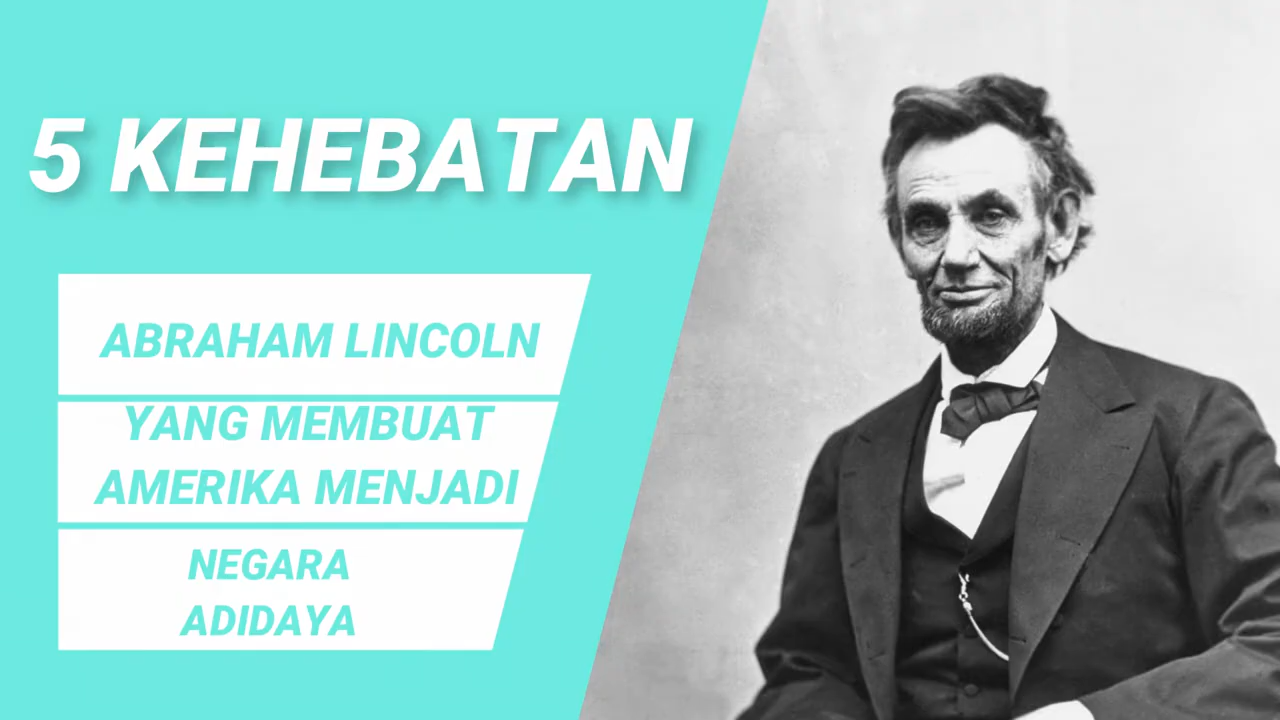 5 KEHEBATAN
ABRAHAM LINCOLN
YANG MEMBUAT
AMERIKA MENJADI
NEGARA
ADIDAYA